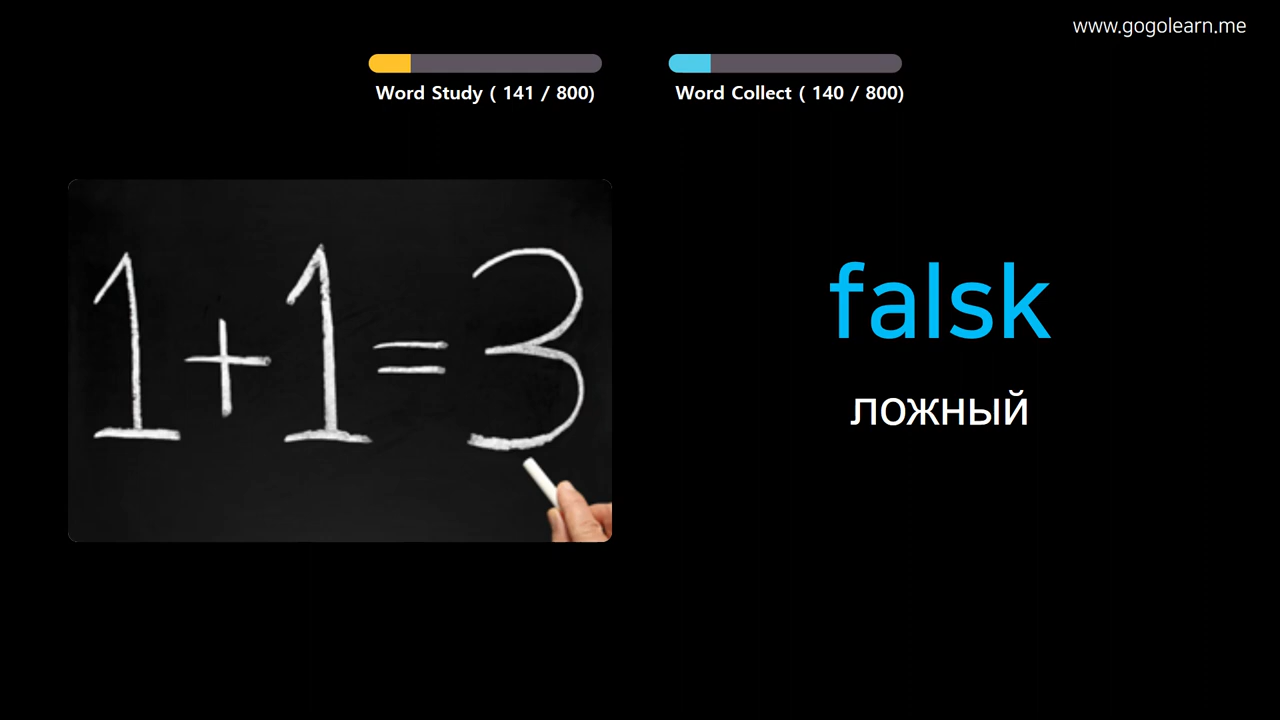 www.gogolearn.me
Word Study ( 141 / 800)
Word Collect ( 140 / 800)
1+1=3
falsk
ложный